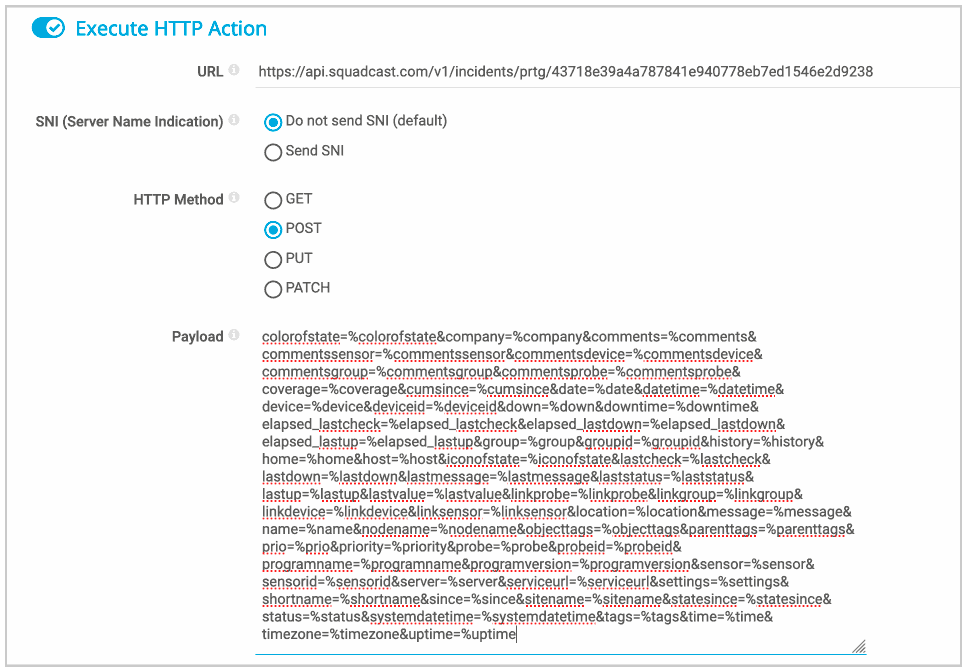 Execute HTTP Action
URL https://api.squadcast.com/v1/incidents/prtg/43718e39a4a787841e940778eb7ed1546e2d9238
SNI (Server Name Indication) Do not send SNI (default)
Send SNI
HTTP Method GET
POST
PUT
PATCH
Payload colorofstate=%colorofstate&company=%company&comments=%comments&
commentssensor=%commentssensor&commentsdevice=%commentsdevice&
commentsgroup=%commentsgroup&commentsprobe=%commentsprobe&
coverage=%coverage&cumsince=%cumsince&date=%date&datetime=%datetime&
device=%device&deviceid=%deviceid&down=%down&downtime=%downtime&
elapsed_lastcheck=%elapsed_lastcheck&elapsed_lastdown=%elapsed_lastdown&
elapsed_lastup=%elapsed_lastup&group=%group&groupid=%groupid&history=%history&
home=%home&host=%host&iconofstate=%iconofstate&lastcheck=%lastcheck&
lastdown=%lastdown&lastmessage=%lastmessage&laststatus=%laststatus&
lastup=%lastup&lastvalue=%lastvalue&linkprobe=%linkprobe&linkgroup=%linkgroup&
linkdevice=%linkdevice&linksensor=%linksensor&location=%location&message=%message&
name=%name&nodename=%nodename&objecttags=%objecttags&parenttags=%parenttags&
prio=%prio&priority=%priority&probe=%probe&probeid=%probeid&
programname=%programname&programversion=%programversion&sensor=%sensor&
sensorid=%sensorid&server=%server&serviceurl=%serviceurl&settings=%settings&
shortname=%shortname&since=%since&sitename=%sitename&statesince=%statesince&
status=%status&systemdatetime=%systemdatetime&tags=%tags&time=%time&
timezone=%timezone&uptime=%uptime